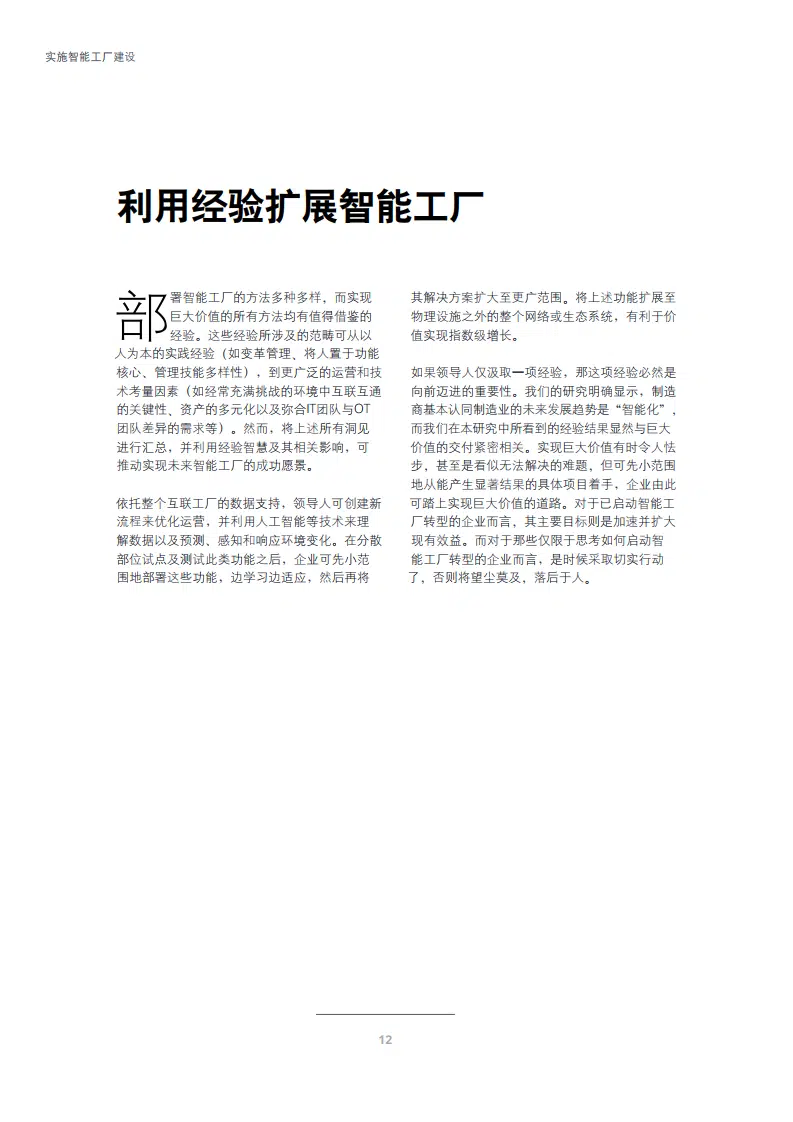 实施智能工厂建设
利用经验扩展智能工厂
部署智能工厂的方法多种多样，而实现
巨大价值的所有方法均有值得借鉴的
经验。这些经验所涉及的范畴可从以
人为本的实践经验（如变革管理、将人置于功能
核心、管理技能多样性），到更广泛的运营和技
术考量因素（如经常充满挑战的环境中互联互通
的关键性、资产的多元化以及弥合IT团队与OT
团队差异的需求等）。然而，将上述所有洞见
进行汇总，并利用经验智慧及其相关影响，可
推动实现未来智能工厂的成功愿景。
依托整个互联工厂的数据支持，领导人可创建新
流程来优化运营，并利用人工智能等技术来理
解数据以及预测、感知和响应环境变化。在分散
部位试点及测试此类功能之后，企业可先小范
围地部署这些功能，边学习边适应，然后再将
其解决方案扩大至更广范围。将上述功能扩展至
物理设施之外的整个网络或生态系统，有利于价
值实现指数级增长。
如果领导人仅汲取一项经验，那这项经验必然是
向前迈进的重要性。我们的研究明确显示，制造
商基本认同制造业的未来发展趋势是“智能化”，
而我们在本研究中所看到的经验结果显然与巨大
价值的交付紧密相关。实现巨大价值有时令人怯
步，甚至是看似无法解决的难题，但可先小范围
地从能产生显著结果的具体项目着手，企业由此
可踏上实现巨大价值的道路。对于已启动智能工
厂转型的企业而言，其主要目标则是加速并扩大
现有效益。而对于那些仅限于思考如何启动智
能工厂转型的企业而言，是时候采取切实行动
了，否则将望尘莫及，落后于人。
12